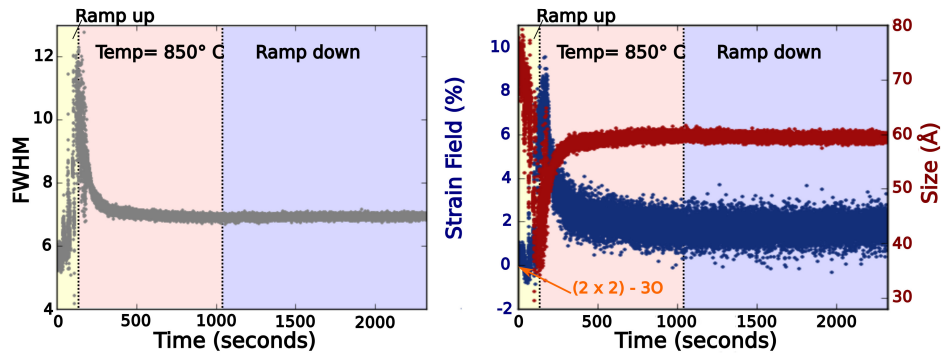 Ramp up
Temp= 850° C
Ramp down
FWHM
12
10
8
6
4
0
500
1000
1500
2000
Time (seconds)
Ramp up
Temp= 850° C
Ramp down
Strain Field (%)
10
8
6
4
2
0
-2
Size (Å)
80
70
60
50
40
30
(2 x 2) - 3O
0
500
1000
1500
2000
Time (seconds)